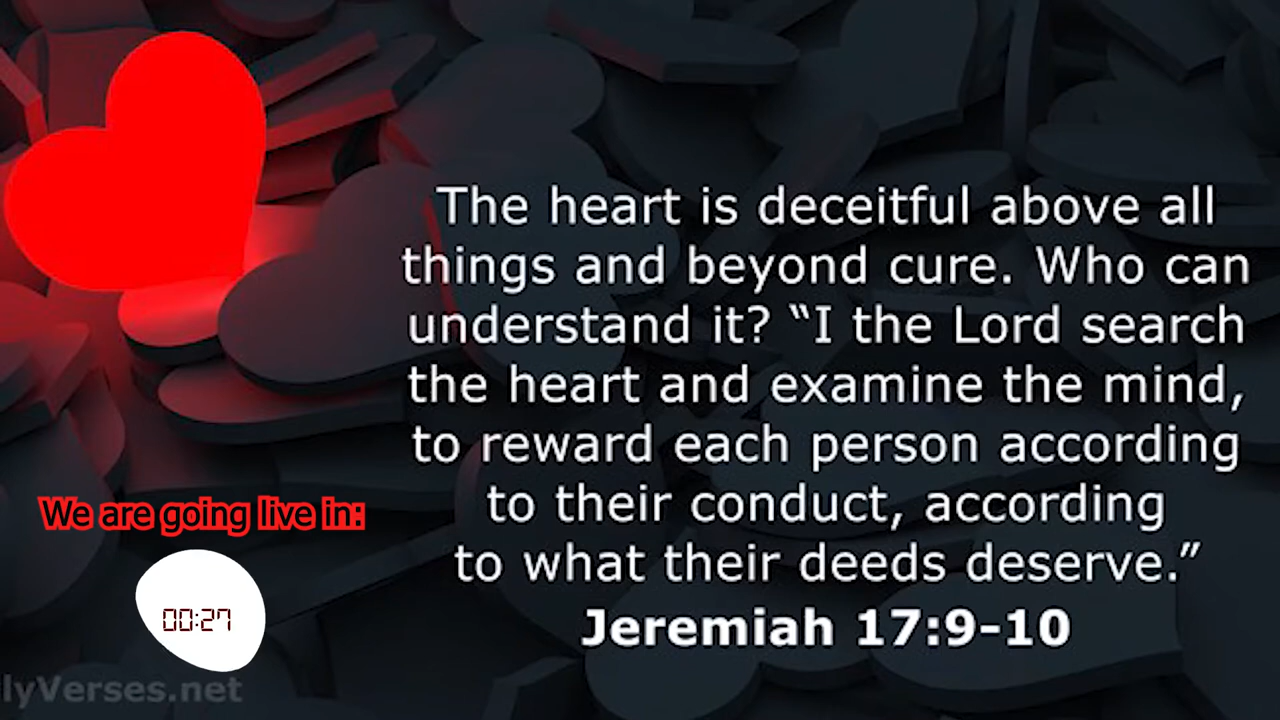 The heart is deceitful above all
things and beyond cure. Who can
understand it? “I the Lord search
the heart and examine the mind,
to reward each person according
to their conduct, according
to what their deeds deserve.”
Jeremiah 17:9-10
We are going live in:
00:27
lyVerses.net